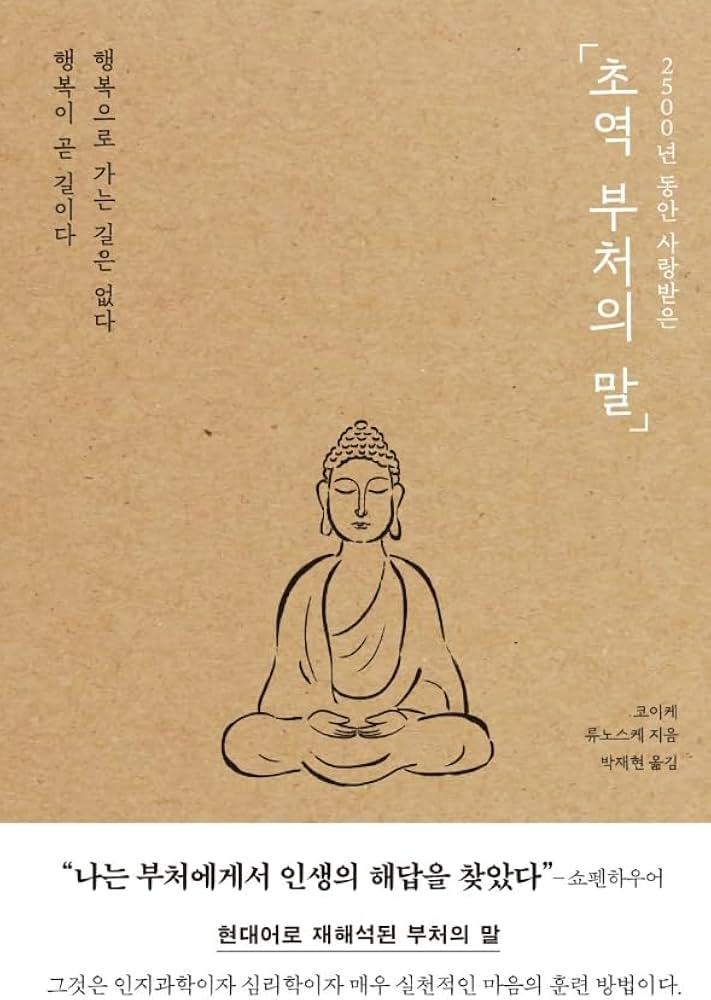 2500년 동안 사랑받은
「초역 부처의 말」
행복으로 가는 길은 없다
행복이 곧 길이다
코이케
류노스케 지음
박재현 옮김
“나는 부처에게서 인생의 해답을 찾았다” – 쇼펜하우어
현대어로 재해석된 부처의 말
그것은 인지과학이자 심리학이자 매우 실천적인 마음의 훈련 방법이다.